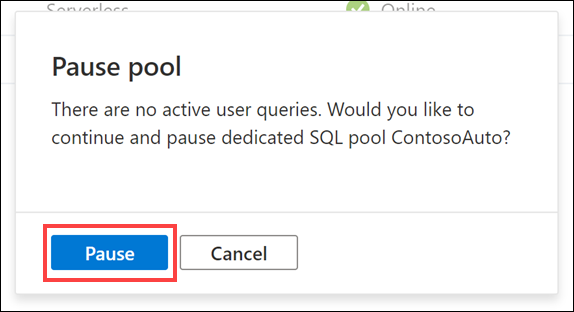 Serverless Online
Pause pool
There are no active user queries. Would you like to
continue and pause dedicated SQL pool ContosoAuto?
Pause Cancel